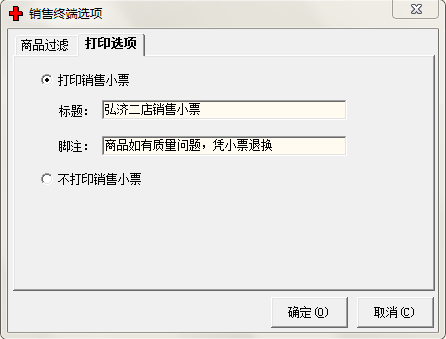 销售终端选项
商品过滤 打印选项
打印销售小票
标题： 弘济二店销售小票
脚注： 商品如有质量问题，凭小票退换
不打印销售小票
确定(O) 取消(C)